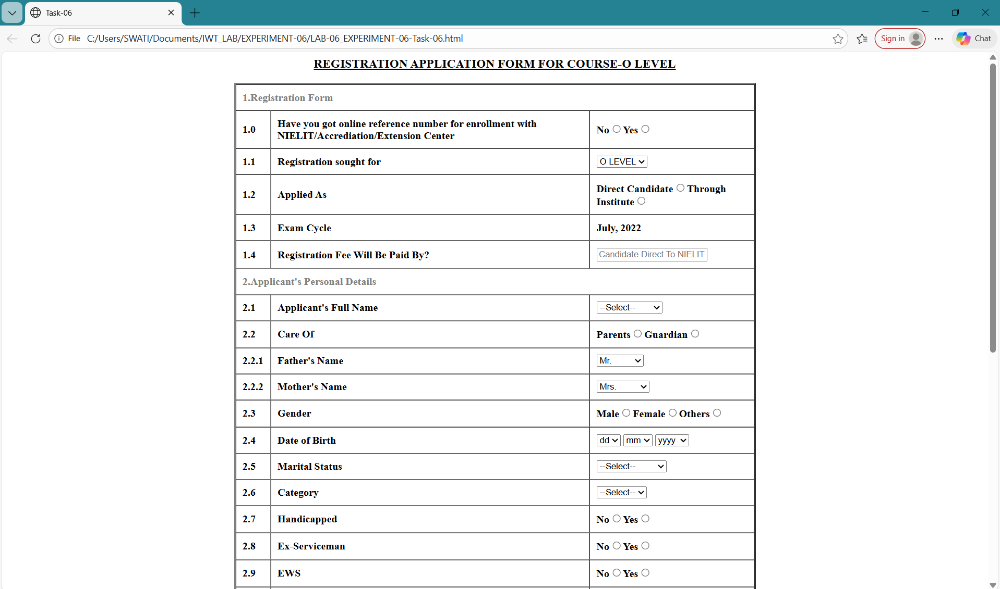 Task-06
File C:/Users/SWATI/Documents/IWT_LAB/EXPERIMENT-06/LAB-06_EXPERIMENT-06-Task-06.html
Sign in
Chat
REGISTRATION APPLICATION FORM FOR COURSE-O LEVEL
1.Registration Form
1.0 Have you got online reference number for enrollment with NIELIT/Accrediation/Extension Center No Yes
1.1 Registration sought for O LEVEL
1.2 Applied As Direct Candidate Through Institute
1.3 Exam Cycle July, 2022
1.4 Registration Fee Will Be Paid By? Candidate Direct To NIELIT
2.Applicant's Personal Details
2.1 Applicant's Full Name --Select--
2.2 Care Of Parents Guardian
2.2.1 Father's Name Mr.
2.2.2 Mother's Name Mrs.
2.3 Gender Male Female Others
2.4 Date of Birth dd mm yyyy
2.5 Marital Status --Select--
2.6 Category --Select--
2.7 Handicapped No Yes
2.8 Ex-Serviceman No Yes
2.9 EWS No Yes